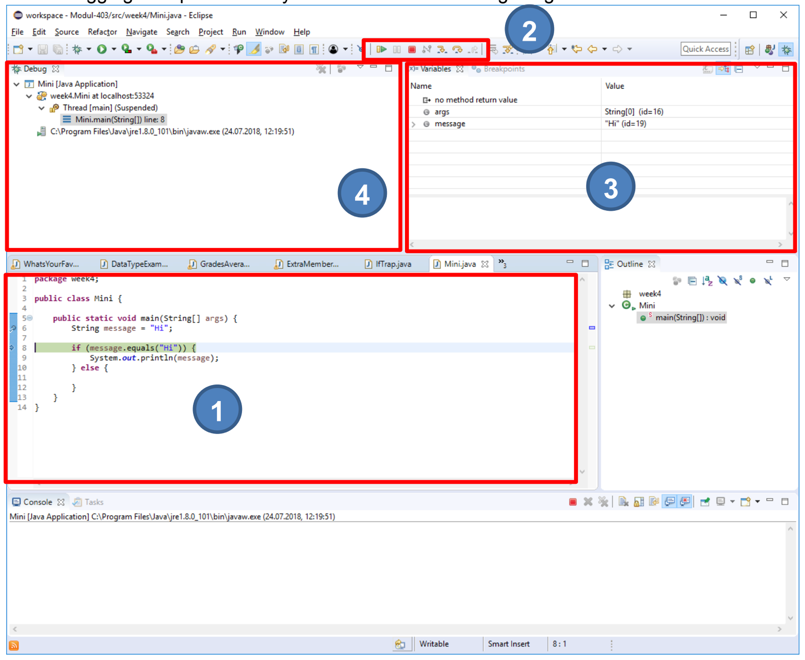 workspace - Modul-403/src/week4/Mini.java - Eclipse
File Edit Source Refactor Navigate Search Project Run Window Help
2
Quick Access
Debug
Mini [Java Application]
week4.Mini at localhost:53324
Thread [main] (Suspended)
Mini.main(String[]) line: 8
C:\Program Files\Java\jre1.8.0_101\bin\javaw.exe (24.07.2018, 12:19:51)
4
Variables Breakpoints
Name Value
no method return value
args String[0] (id=16)
message "Hi" (id=19)
3
WhatsYourFav... DataTypeExam... GradesAvera... ExtraMember... IfTrap.java Mini.java 3
1 package week4;
2
3 public class Mini {
4
5 public static void main(String[] args) {
6 String message = "Hi";
7
8 if (message.equals("Hi")) {
9 System.out.println(message);
10 } else {
11
12 }
13 }
14 }
1
Outline
week4
Mini
main(String[]) : void
Console Tasks
Mini [Java Application] C:\Program Files\Java\jre1.8.0_101\bin\javaw.exe (24.07.2018, 12:19:51)
Writable Smart Insert 8 : 1